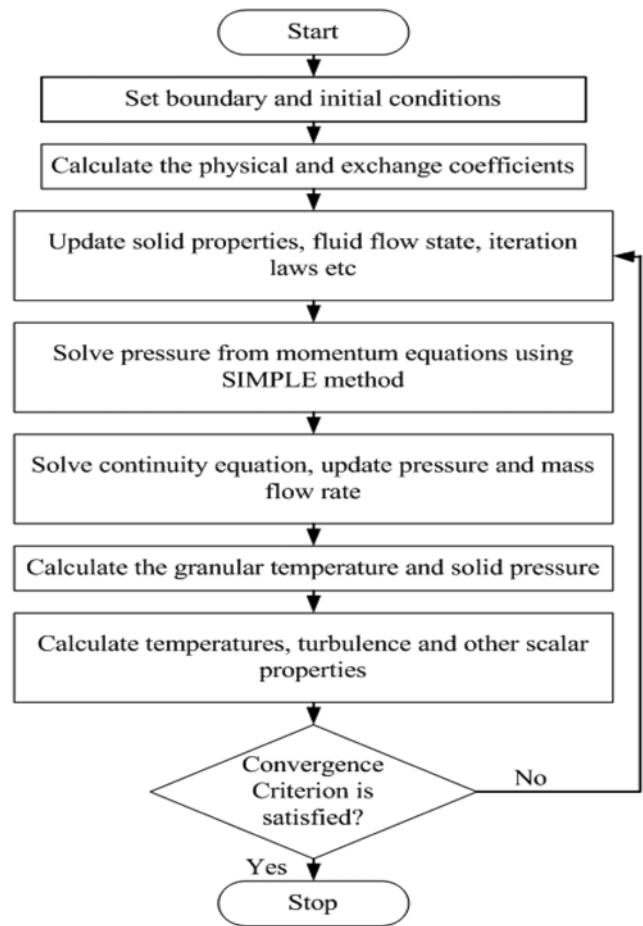 Start
Set boundary and initial conditions
Calculate the physical and exchange coefficients
Update solid properties, fluid flow state, iteration
laws etc
Solve pressure from momentum equations using
SIMPLE method
Solve continuity equation, update pressure and mass
flow rate
Calculate the granular temperature and solid pressure
Calculate temperatures, turbulence and other scalar
properties
Convergence
Criterion is
satisfied?
No
Yes
Stop